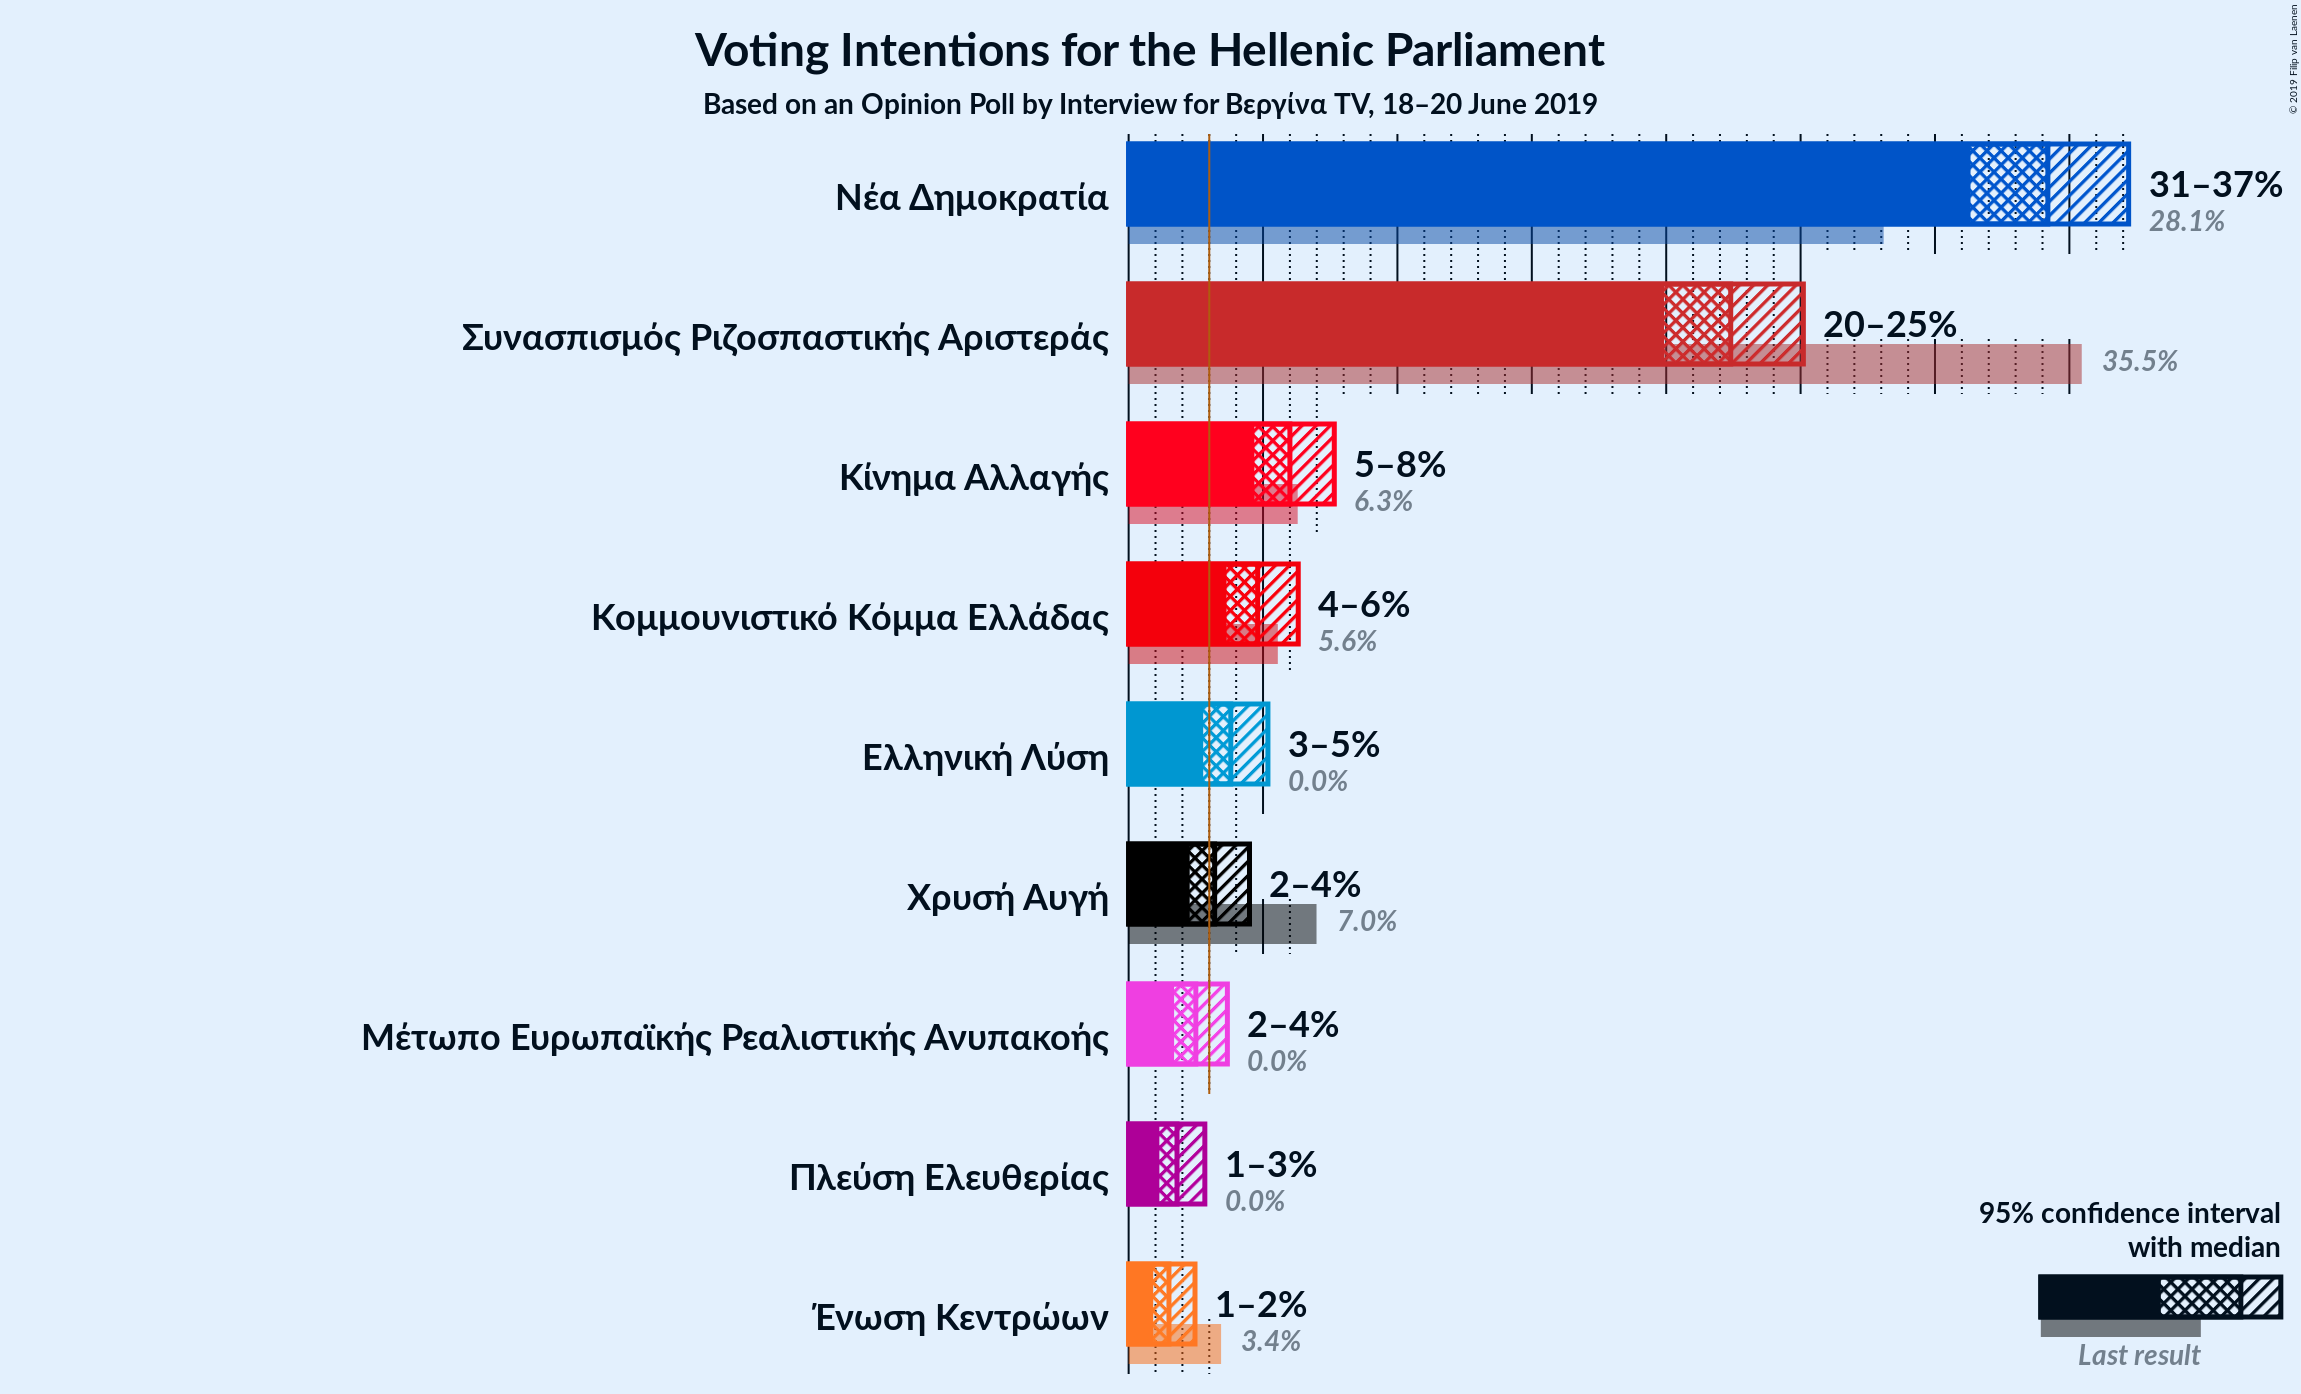 Voting Intentions for the Hellenic Parliament
Based on an Opinion Poll by Interview for Βεργίνα TV, 18–20 June 2019
© 2019 Filip van Laenen
Νέα Δημοκρατία
31–37%
28.1%
Συνασπισμός Ριζοσπαστικής Αριστεράς
20–25%
35.5%
Κίνημα Αλλαγής
5–8%
6.3%
Κομμουνιστικό Κόμμα Ελλάδας
4–6%
5.6%
Ελληνική Λύση
3–5%
0.0%
Χρυσή Αυγή
2–4%
7.0%
Μέτωπο Ευρωπαϊκής Ρεαλιστικής Ανυπακοής
2–4%
0.0%
Πλεύση Ελευθερίας
1–3%
0.0%
Ένωση Κεντρώων
1–2%
3.4%
95% confidence interval
with median
Last result